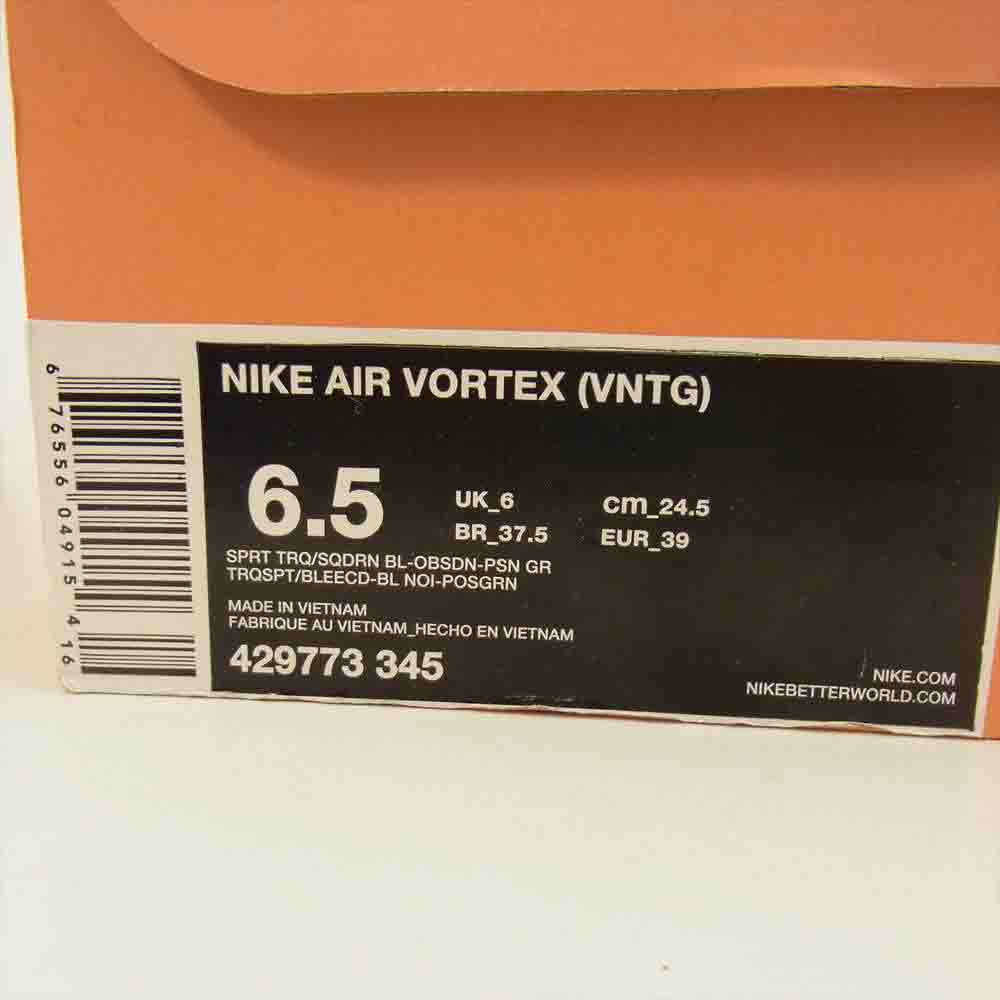 NIKE AIR VORTEX (VNTG)
6.5
UK_6 cm_24.5
BR_37.5 EUR_39
SPRT TRQ/SQDRN BL-OBSDN-PSN GR
TRQSPT/BLEECD-BL NOI-POSGRN
MADE IN VIETNAM
FABRIQUE AU VIETNAM_HECHO EN VIETNAM
429773 345
NIKE.COM
NIKEBETTERWORLD.COM
6 76556 04915 4 16